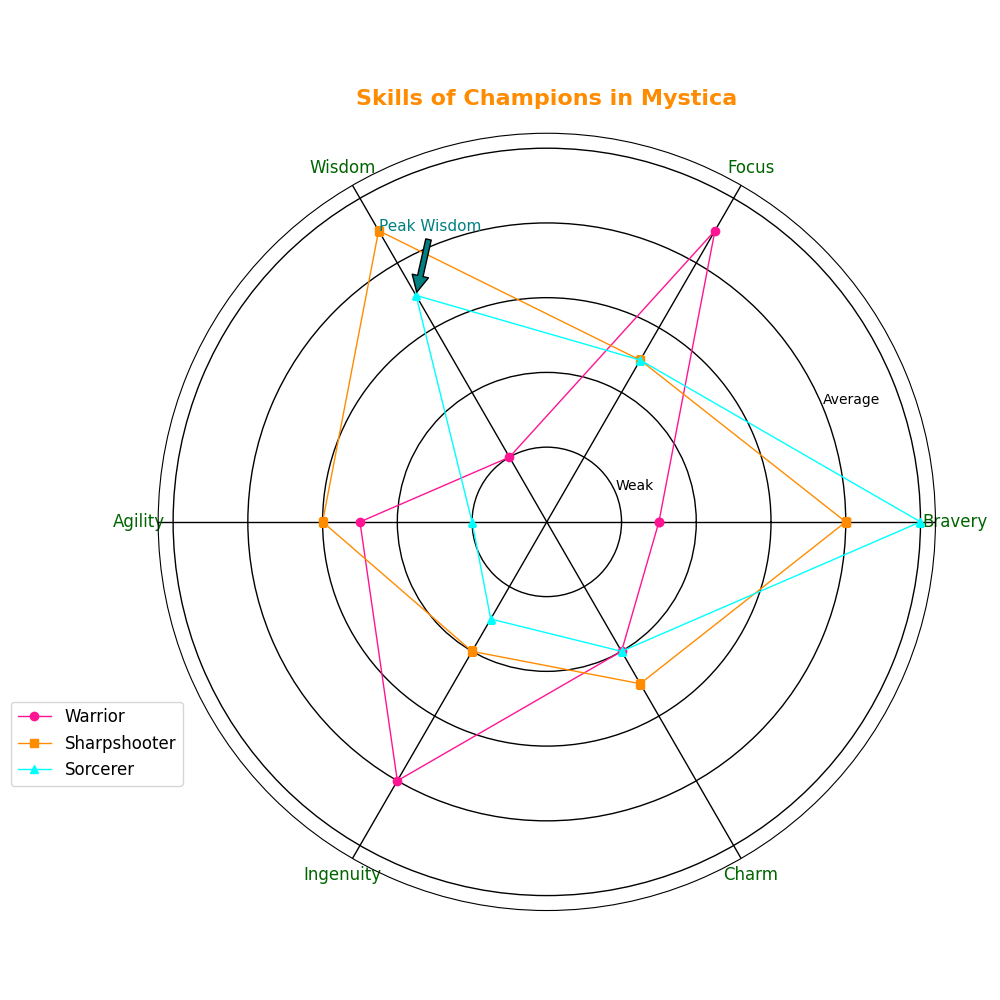 Skills of Champions in Mystica
Wisdom
Focus
Peak Wisdom
Average
Weak
Agility
Bravery
Warrior
Sharpshooter
Sorcerer
Ingenuity
Charm